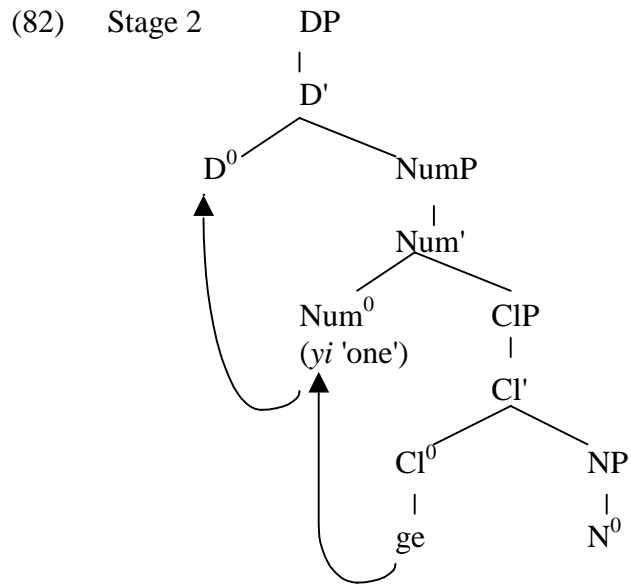 (82) Stage 2 DP
D'
D⁰ NumP
Num'
Num⁰ ClP
(yi 'one')
Cl'
Cl⁰ NP
ge N⁰